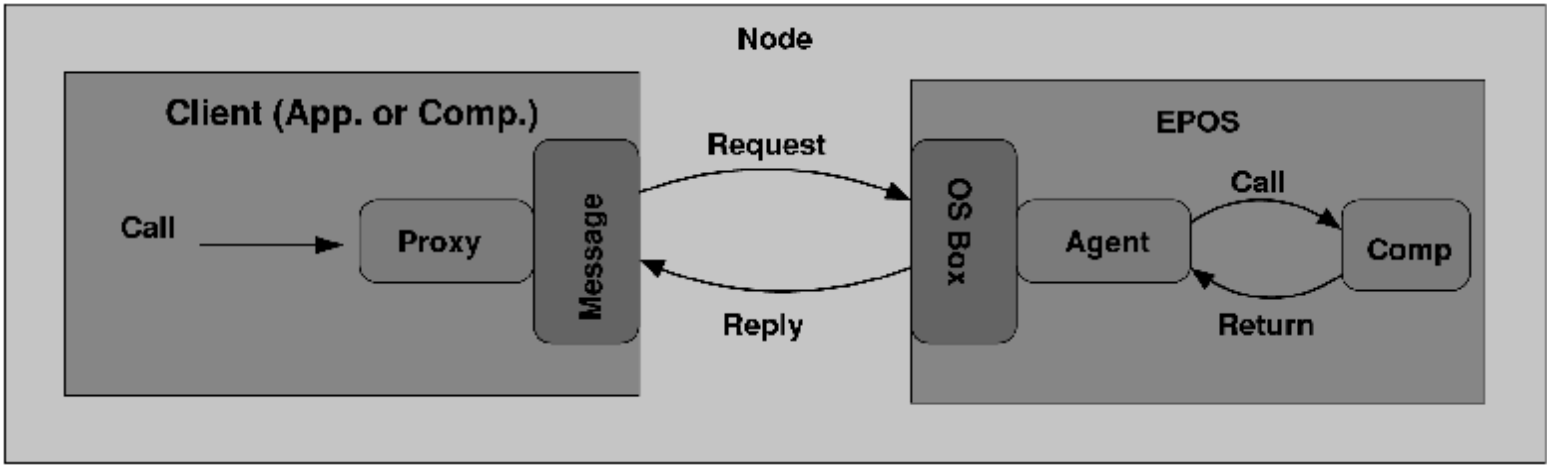 Node
Client (App. or Comp.)
EPOS
Request
Call
Call
Proxy
Message
OS Box
Agent
Comp
Reply
Return